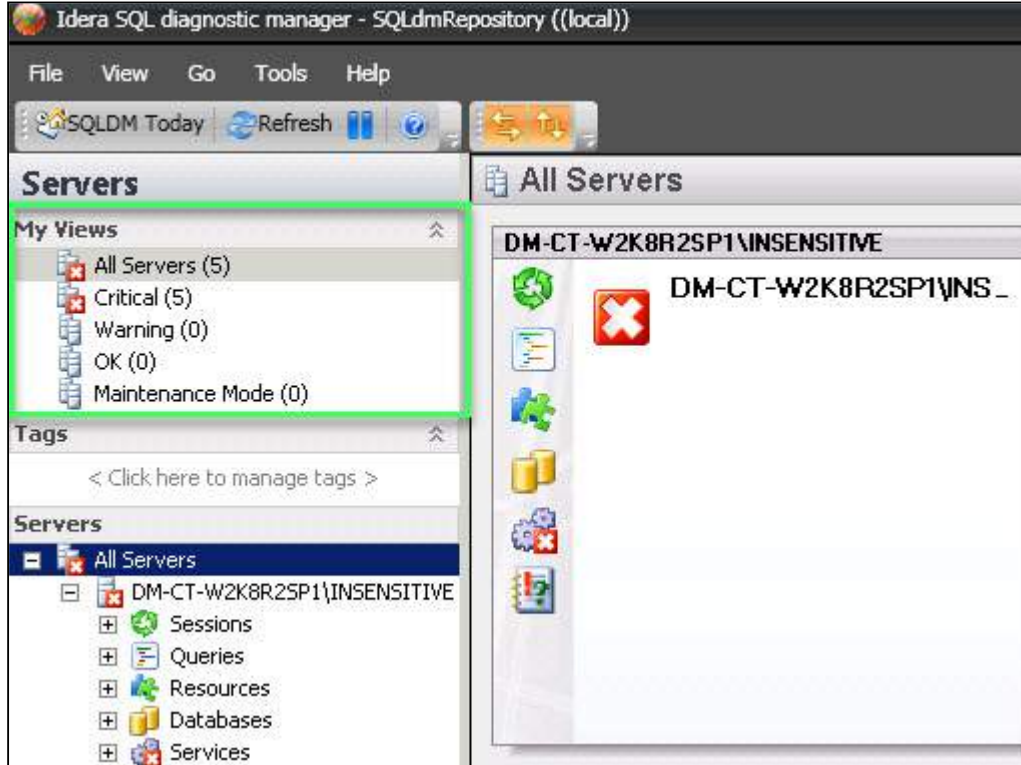 Idera SQL diagnostic manager - SQLdmRepository ((local))
File View Go Tools Help
SQLDM Today Refresh
Servers
My Views
All Servers (5)
Critical (5)
Warning (0)
OK (0)
Maintenance Mode (0)
Tags
< Click here to manage tags >
Servers
All Servers
DM-CT-W2K8R2SP1\INSENSITIVE
Sessions
Queries
Resources
Databases
Services
All Servers
DM-CT-W2K8R2SP1\INSENSITIVE
DM-CT-W2K8R2SP1\INS...